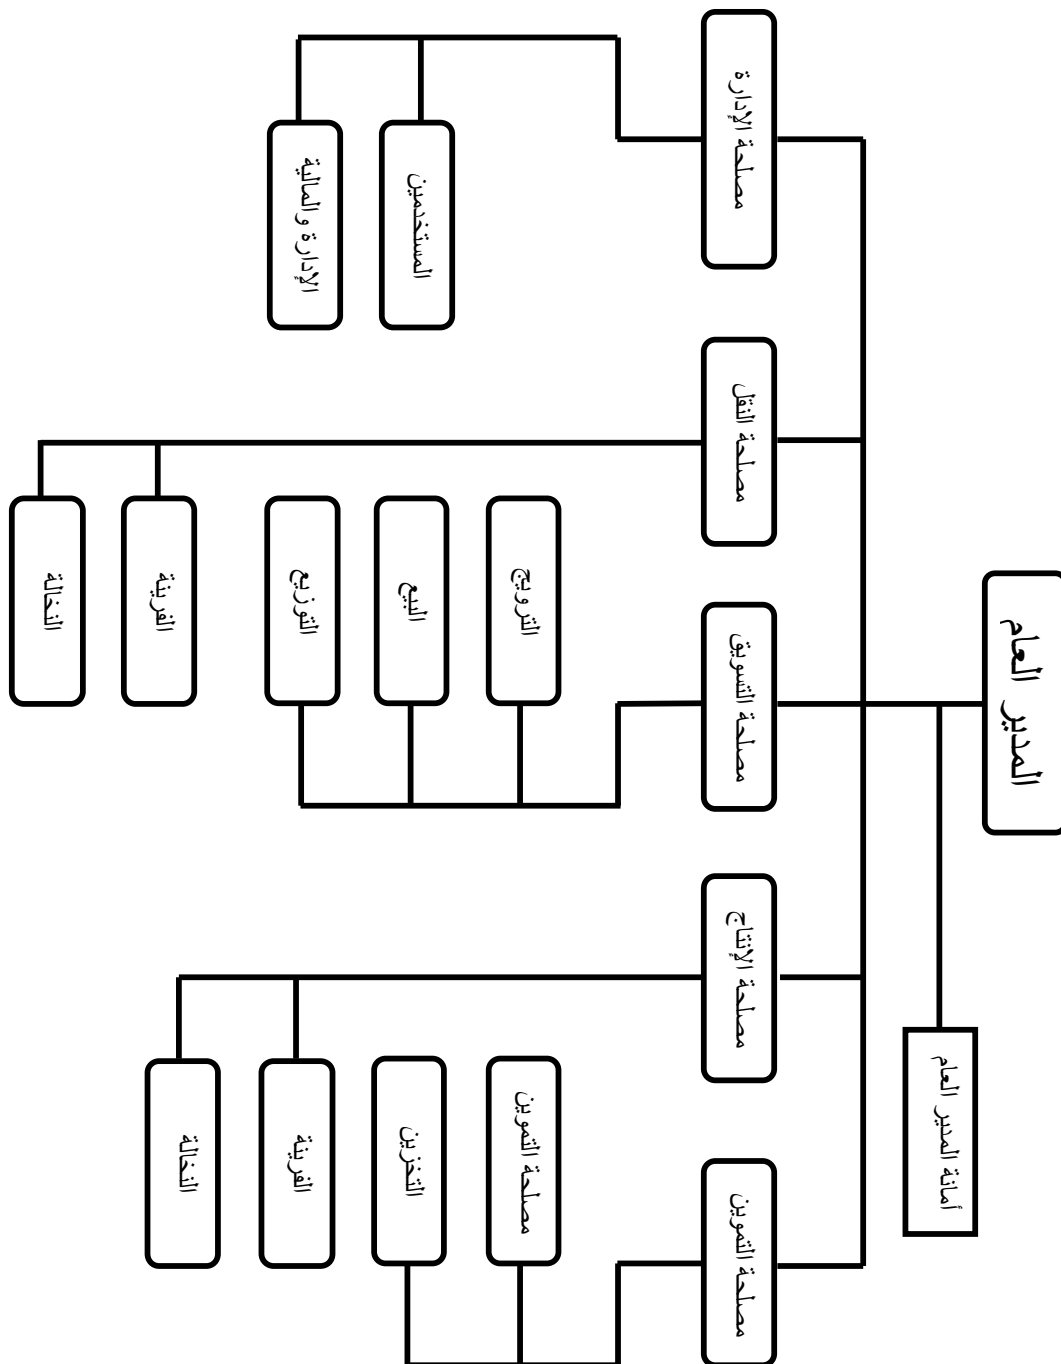 المدير العام
أمانة المدير العام
مصلحة التموين
مصلحة الإنتاج
مصلحة التسويق
مصلحة النقل
مصلحة الإدارة
مصلحة التموين
التخزين
الفرينة
النخالة
الترويج
البيع
التوزيع
الفرينة
النخالة
المستخدمين
الإدارة والمالية